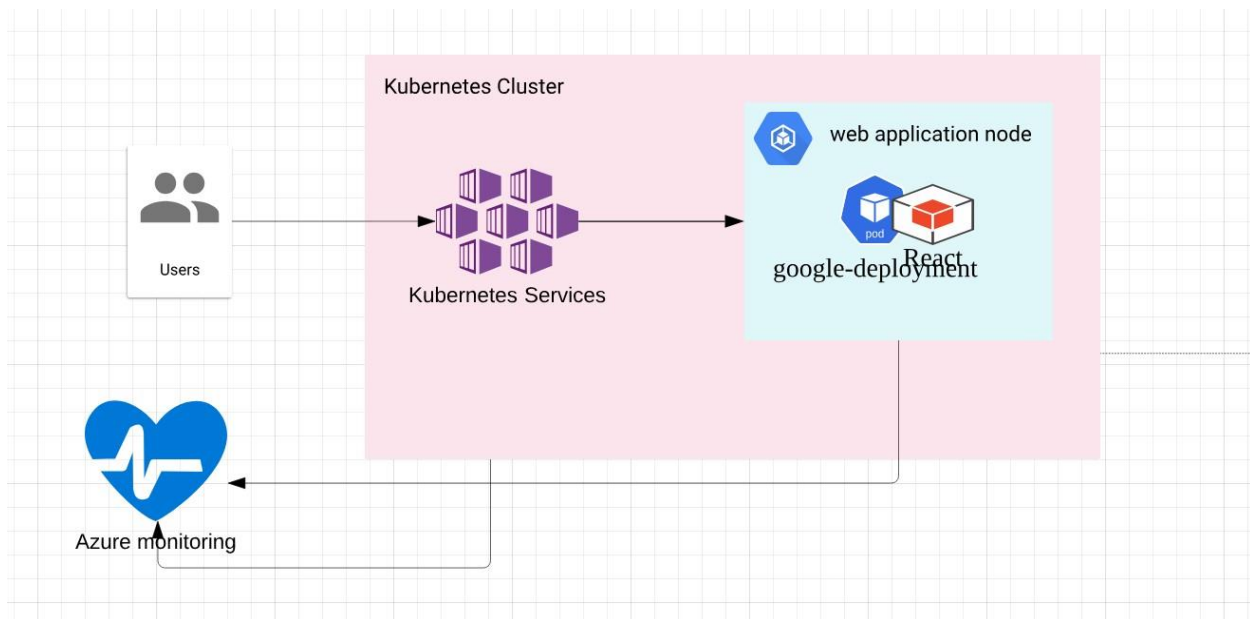 Kubernetes Cluster
web application node
Users
Kubernetes Services
pod
React
google-deployment
Azure monitoring